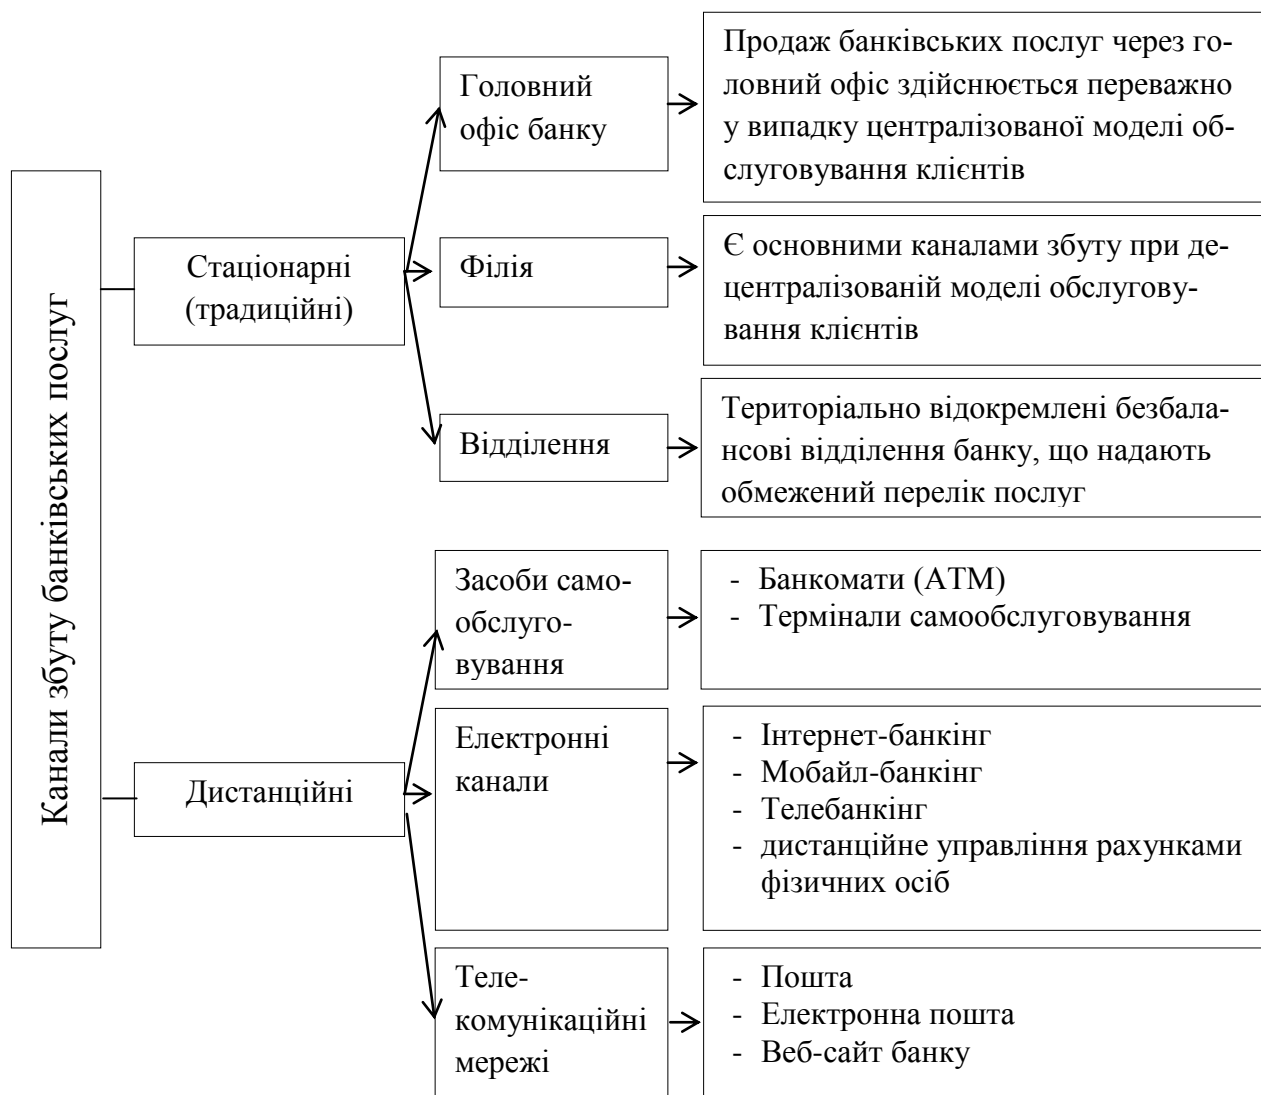 Канали збуту банківських послуг
Стаціонарні
(традиційні)
Головний
офіс банку
Продаж банківських послуг через го-
ловний офіс здійснюється переважно
у випадку централізованої моделі об-
слуговування клієнтів
Філія
Є основними каналами збуту при де-
централізованій моделі обслугову-
вання клієнтів
Відділення
Територіально відокремлені безбала-
нсові відділення банку, що надають
обмежений перелік послуг
Дистанційні
Засоби само-
обслуго-
вування
- Банкомати (АТМ)
- Термінали самообслуговування
Електронні
канали
- Інтернет-банкінг
- Мобайл-банкінг
- Телебанкінг
- дистанційне управління рахунками
фізичних осіб
Теле-
комунікаційні
мережі
- Пошта
- Електронна пошта
- Веб-сайт банку